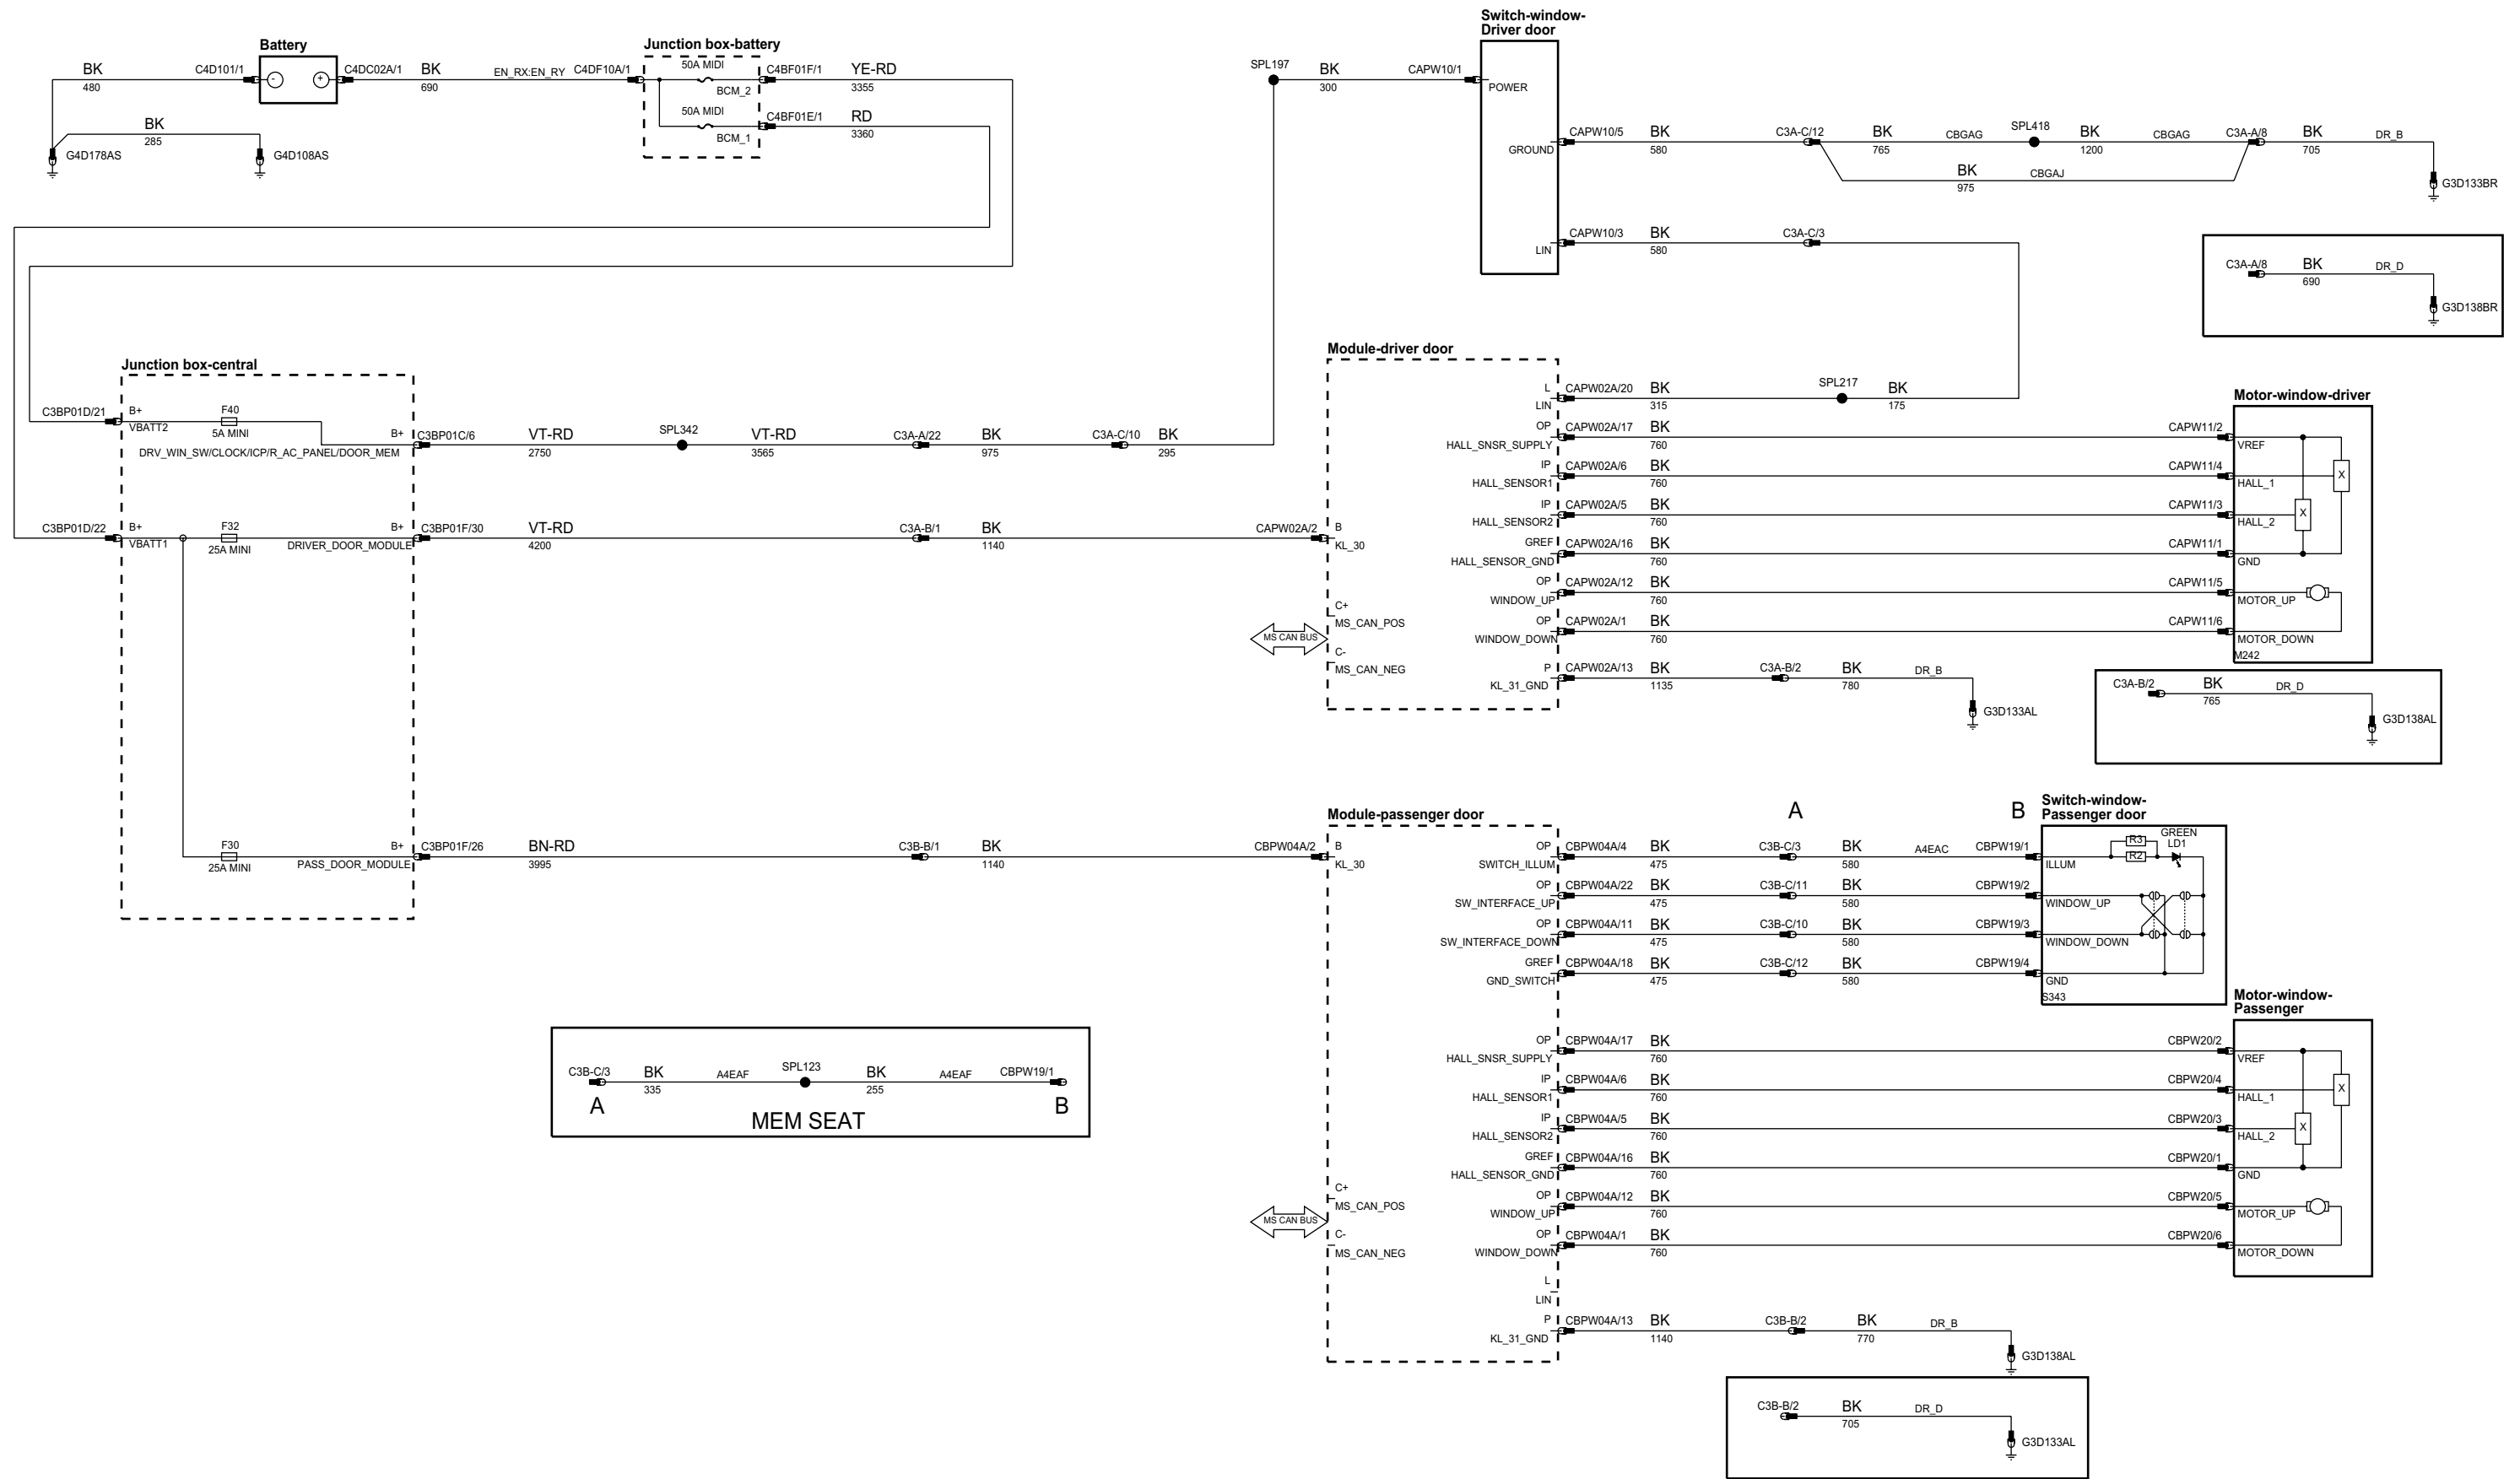 Battery
Junction box-battery
Switch-window-
Driver door
BK
480
C4D101/1
-
+
C4DC02A/1
BK
690
EN_RX:EN_RY
C4DF10A/1
50A MIDI
BCM_2
C4BF01F/1
YE-RD
3355
50A MIDI
BCM_1
C4BF01E/1
RD
3360
BK
285
G4D178AS
G4D108AS
SPL197
BK
300
CAPW10/1
POWER
GROUND
CAPW10/5
BK
580
C3A-C/12
BK
765
CBGAG
SPL418
BK
1200
CBGAG
C3A-A/8
BK
705
DR_B
BK
975
CBGAJ
G3D133BR
LIN
CAPW10/3
BK
580
C3A-C/3
C3A-A/8
BK
690
DR_D
G3D138BR
Junction box-central
C3BP01D/21
B+
VBATT2
F40
5A MINI
B+
DRV_WIN_SW/CLOCK/ICP/R_AC_PANEL/DOOR_MEM
C3BP01C/6
VT-RD
2750
SPL342
VT-RD
3565
C3A-A/22
BK
975
C3A-C/10
BK
295
C3BP01D/22
B+
VBATT1
F32
25A MINI
B+
DRIVER_DOOR_MODULE
C3BP01F/30
VT-RD
4200
C3A-B/1
BK
1140
CAPW02A/2
F30
25A MINI
B+
PASS_DOOR_MODULE
C3BP01F/26
BN-RD
3995
C3B-B/1
BK
1140
CBPW04A/2
Module-driver door
B
KL_30
C+
MS_CAN_POS
MS CAN BUS
C-
MS_CAN_NEG
L
LIN
CAPW02A/20
BK
315
SPL217
BK
175
OP
HALL_SNSR_SUPPLY
CAPW02A/17
BK
760
CAPW11/2
IP
HALL_SENSOR1
CAPW02A/6
BK
760
CAPW11/4
IP
HALL_SENSOR2
CAPW02A/5
BK
760
CAPW11/3
GREF
HALL_SENSOR_GND
CAPW02A/16
BK
760
CAPW11/1
OP
WINDOW_UP
CAPW02A/12
BK
760
CAPW11/5
OP
WINDOW_DOWN
CAPW02A/1
BK
760
CAPW11/6
P
KL_31_GND
CAPW02A/13
BK
1135
C3A-B/2
BK
780
DR_B
G3D133AL
Motor-window-driver
VREF
HALL_1
X
HALL_2
X
GND
MOTOR_UP
MOTOR_DOWN
M242
C3A-B/2
BK
765
DR_D
G3D138AL
Module-passenger door
B
KL_30
C+
MS_CAN_POS
MS CAN BUS
C-
MS_CAN_NEG
A
B
OP
SWITCH_ILLUM
CBPW04A/4
BK
475
C3B-C/3
BK
580
A4EAC
CBPW19/1
OP
SW_INTERFACE_UP
CBPW04A/22
BK
475
C3B-C/11
BK
580
CBPW19/2
OP
SW_INTERFACE_DOWN
CBPW04A/11
BK
475
C3B-C/10
BK
580
CBPW19/3
GREF
GND_SWITCH
CBPW04A/18
BK
475
C3B-C/12
BK
580
CBPW19/4
Switch-window-
Passenger door
R3
R2
GREEN
LD1
ILLUM
WINDOW_UP
WINDOW_DOWN
GND
S343
Motor-window-
Passenger
OP
HALL_SNSR_SUPPLY
CBPW04A/17
BK
760
CBPW20/2
IP
HALL_SENSOR1
CBPW04A/6
BK
760
CBPW20/4
IP
HALL_SENSOR2
CBPW04A/5
BK
760
CBPW20/3
GREF
HALL_SENSOR_GND
CBPW04A/16
BK
760
CBPW20/1
OP
WINDOW_UP
CBPW04A/12
BK
760
CBPW20/5
OP
WINDOW_DOWN
CBPW04A/1
BK
760
CBPW20/6
L
LIN
P
KL_31_GND
CBPW04A/13
BK
1140
C3B-B/2
BK
770
DR_B
G3D138AL
VREF
HALL_1
X
HALL_2
X
GND
MOTOR_UP
MOTOR_DOWN
C3B-C/3
BK
335
A4EAF
SPL123
BK
255
A4EAF
CBPW19/1
A
B
MEM SEAT
C3B-B/2
BK
705
DR_D
G3D133AL